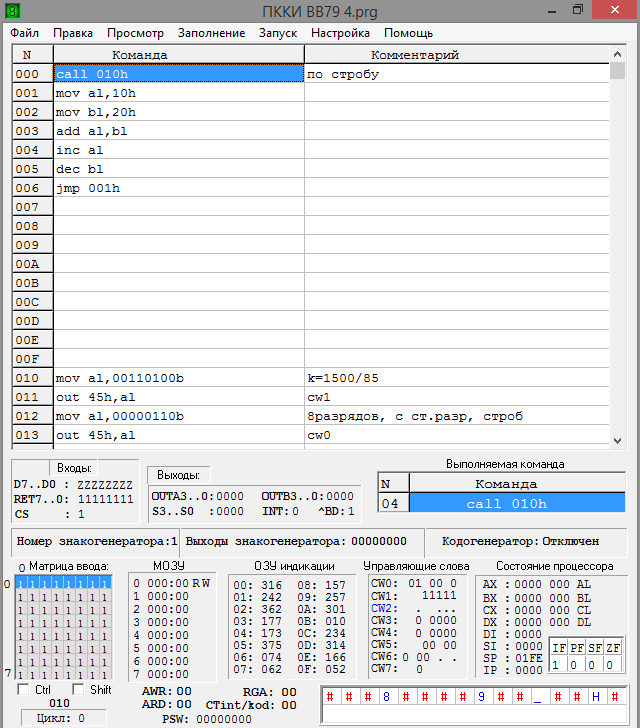 8 ПККИ ВВ79 4.prg
Файл Правка Просмотр Заполнение Запуск Настройка Помощь
N Команда Комментарий
000 call 010h по стробу
001 mov al,10h
002 mov bl,20h
003 add al,bl
004 inc al
005 dec bl
006 jmp 001h
007
008
009
00A
00B
00C
00D
00E
00F
010 mov al,00110100b k=1500/85
011 out 45h,al cw1
012 mov al,00000110b 8разрядов, с ст.разр, строб
013 out 45h,al cw0
Входы:
D7..D0 : ZZZZZZZZ
RET7..0: 11111111
CS : 1
Выходы:
OUTA3..0:0000 OUTB3..0:0000
S3..S0 :0000 INT:0 ^BD:1
Выполняемая команда
N Команда
04 call 010h
Номер знакогенератора:1 Выходы знакогенератора: 00000000 Кодогенератор: Отключен
0 Матрица ввода:
0 1 1 1 1 1 1 1 1
1 1 1 1 1 1 1 1
1 1 1 1 1 1 1 1
1 1 1 1 1 1 1 1
1 1 1 1 1 1 1 1
1 1 1 1 1 1 1 1
1 1 1 1 1 1 1 1
7 1 1 1 1 1 1 1 1
Ctrl Shift
010
Цикл: 0
МОЗУ
0 000:00 R W
1 000:00
2 000:00
3 000:00
4 000:00
5 000:00
6 000:00
7 000:00
ОЗУ индикации
00: 316 08: 157
01: 242 09: 257
02: 362 0A: 301
03: 177 0B: 010
04: 173 0C: 234
05: 375 0D: 314
06: 074 0E: 166
07: 062 0F: 052
Управляющие слова
CW0: 01 00 0
CW1: 11111
CW2: . ...
CW3: 0 0000
CW4: 0 0000
CW5: 00 00
CW6: 0 00 . .
CW7: 0
Состояние процессора
AX : 0000 000 AL
BX : 0000 000 BL
CX : 0000 000 CL
DX : 0000 000 DL
DI : 0000
SI : 0000
SP : 01FE
IP : 0000
IF PF SF ZF
1 0 0 0
AWR: 00 RGA: 00
ARD: 00 CTint/kod: 00
PSW: 00000000
# # # 8 # # # 9 # # _ # # H # #